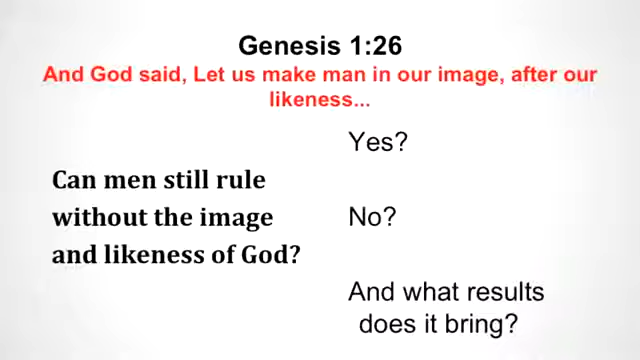 Genesis 1:26
And God said, Let us make man in our image, after our
likeness...
Yes?
Can men still rule
without the image
and likeness of God?
No?
And what results
does it bring?